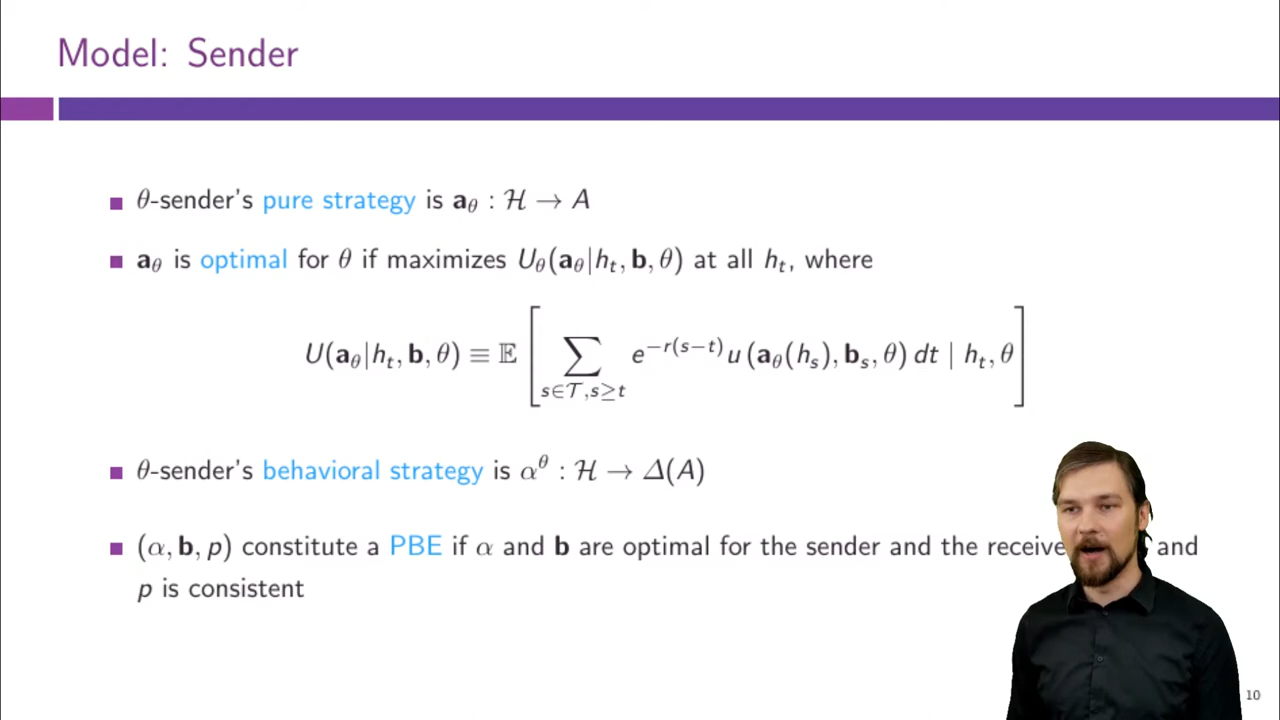 Model: Sender
θ-sender's pure strategy is a_θ : ℋ → A
a_θ is optimal for θ if maximizes U_θ(a_θ|h_t, b, θ) at all h_t, where
U(a_θ|h_t, b, θ) ≡ 𝔼 [ ∑_{s∈𝒯,s≥t} e^{−r(s−t)} u (a_θ(h_s), b_s, θ) dt | h_t, θ ]
θ-sender's behavioral strategy is α^θ : ℋ → Δ(A)
(α, b, p) constitute a PBE if α and b are optimal for the sender and the and
p is consistent
10